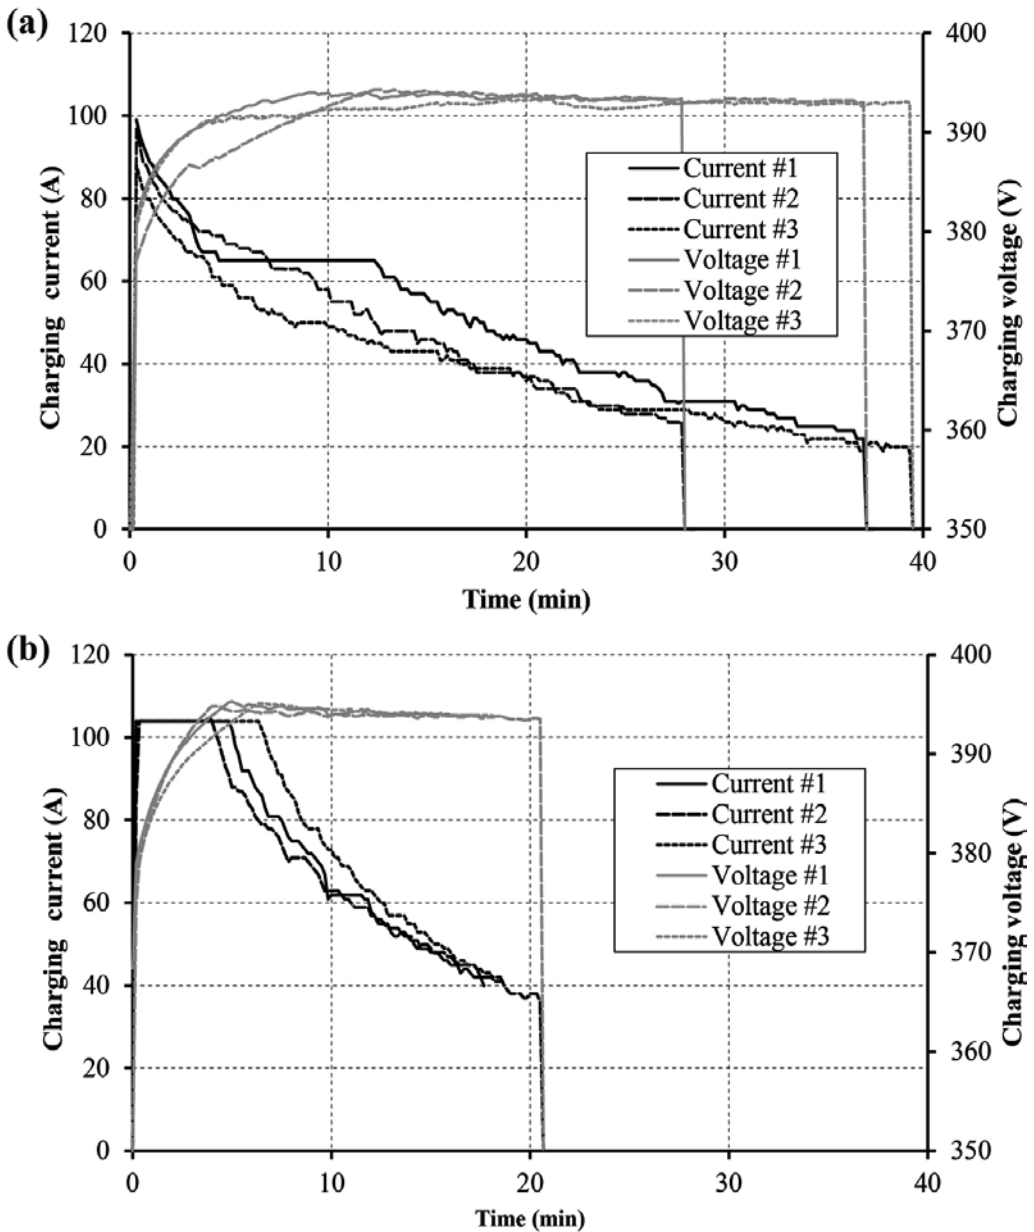 (a)
120
100
80
60
40
20
0
Charging current (A)
400
390
380
370
360
350
Charging voltage (V)
Current #1
Current #2
Current #3
Voltage #1
Voltage #2
Voltage #3
0 10 20 30 40
Time (min)
(b)
120
100
80
60
40
20
0
Charging current (A)
400
390
380
370
360
350
Charging voltage (V)
Current #1
Current #2
Current #3
Voltage #1
Voltage #2
Voltage #3
0 10 20 30 40
Time (min)